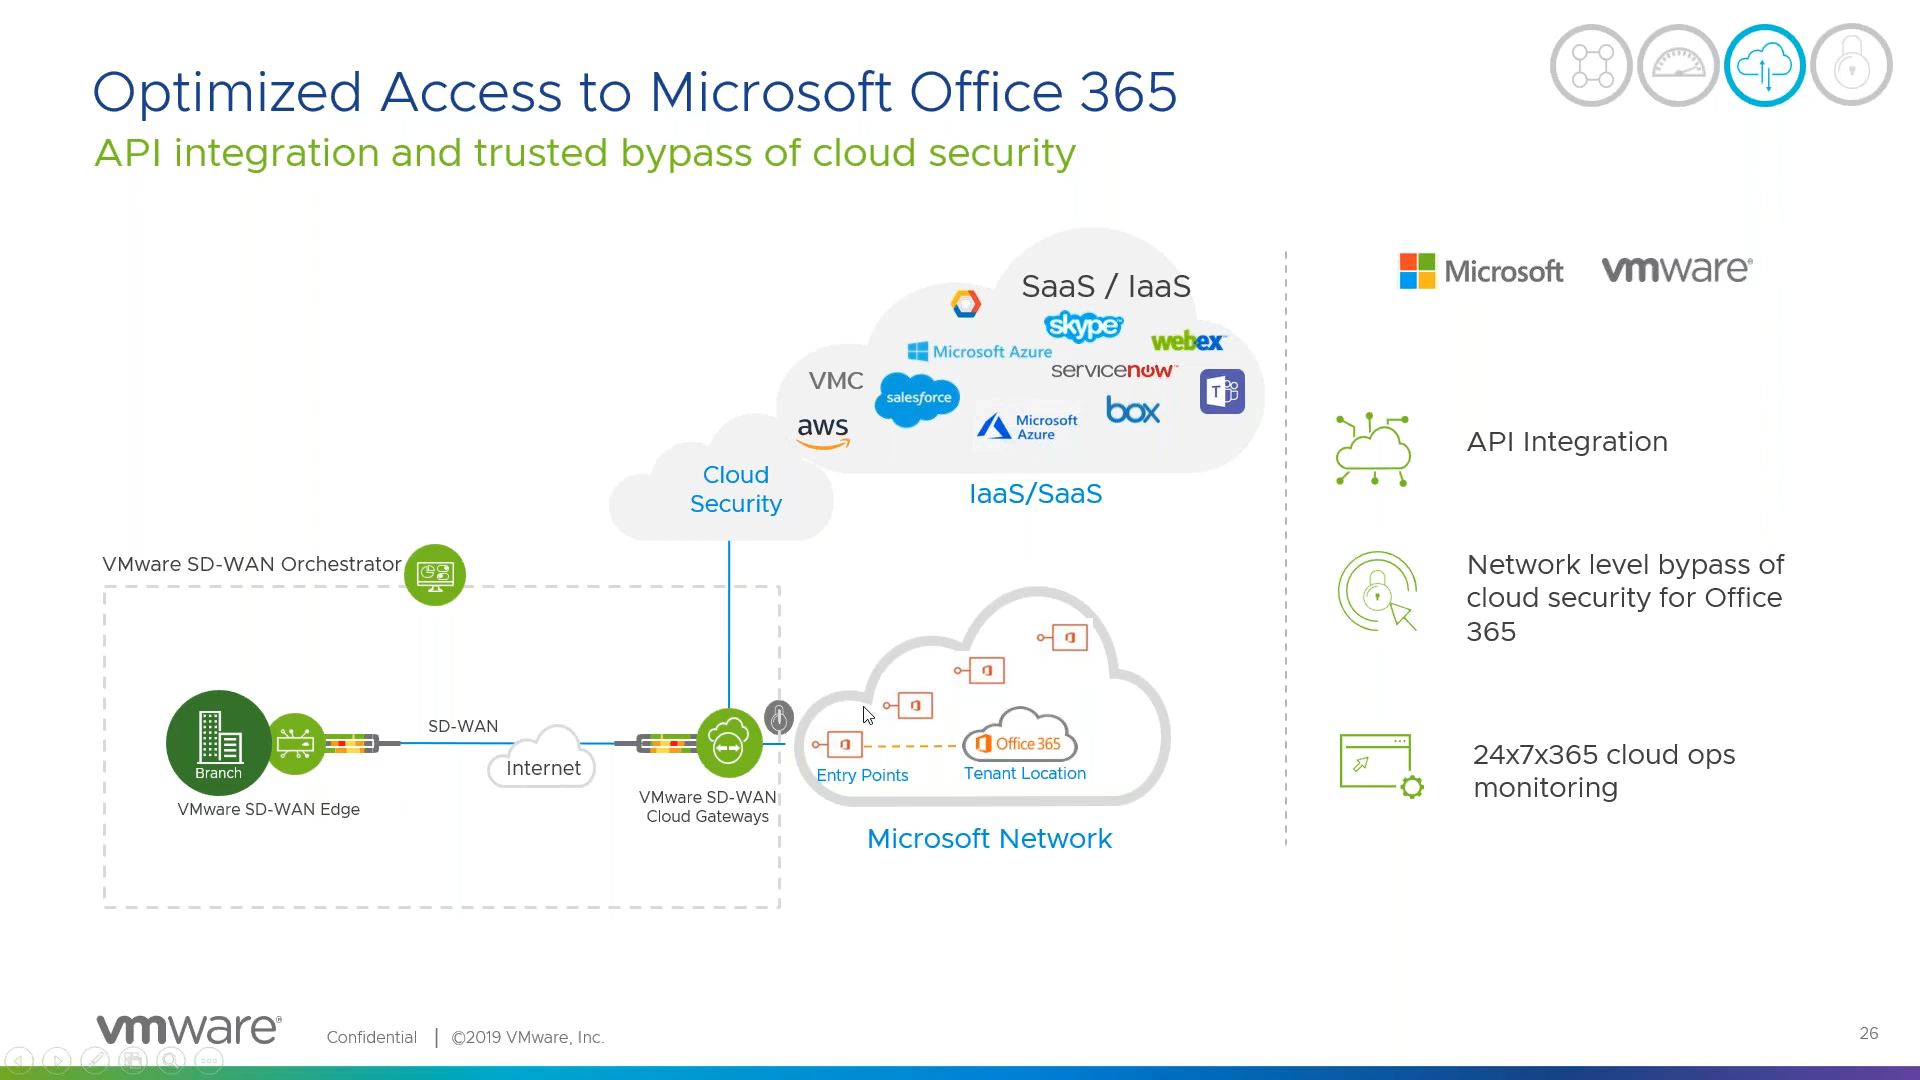 Optimized Access to Microsoft Office 365
API integration and trusted bypass of cloud security
SaaS / IaaS
skype
webex
Microsoft Azure
servicenow
VMC
salesforce
T
aws
Microsoft
Azure
box
Cloud
Security
IaaS/SaaS
VMware SD-WAN Orchestrator
SD-WAN
Internet
Branch
VMware SD-WAN Edge
VMware SD-WAN
Cloud Gateways
Office 365
Entry Points
Tenant Location
Microsoft Network
Microsoft
vmware®
API Integration
Network level bypass of
cloud security for Office
365
24x7x365 cloud ops
monitoring
vmware®
Confidential | ©2019 VMware, Inc.
26